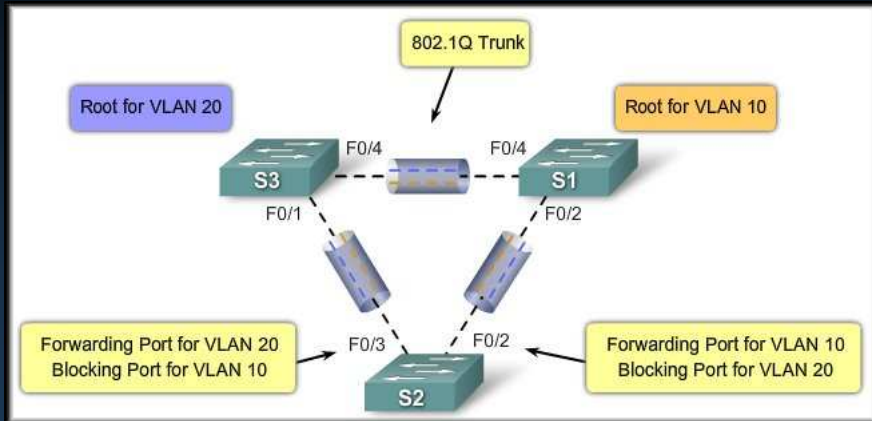 802.1Q Trunk
Root for VLAN 20
Root for VLAN 10
F0/4
F0/4
S3
S1
F0/1
F0/2
Forwarding Port for VLAN 20
Blocking Port for VLAN 10
F0/3
F0/2
Forwarding Port for VLAN 10
Blocking Port for VLAN 20
S2